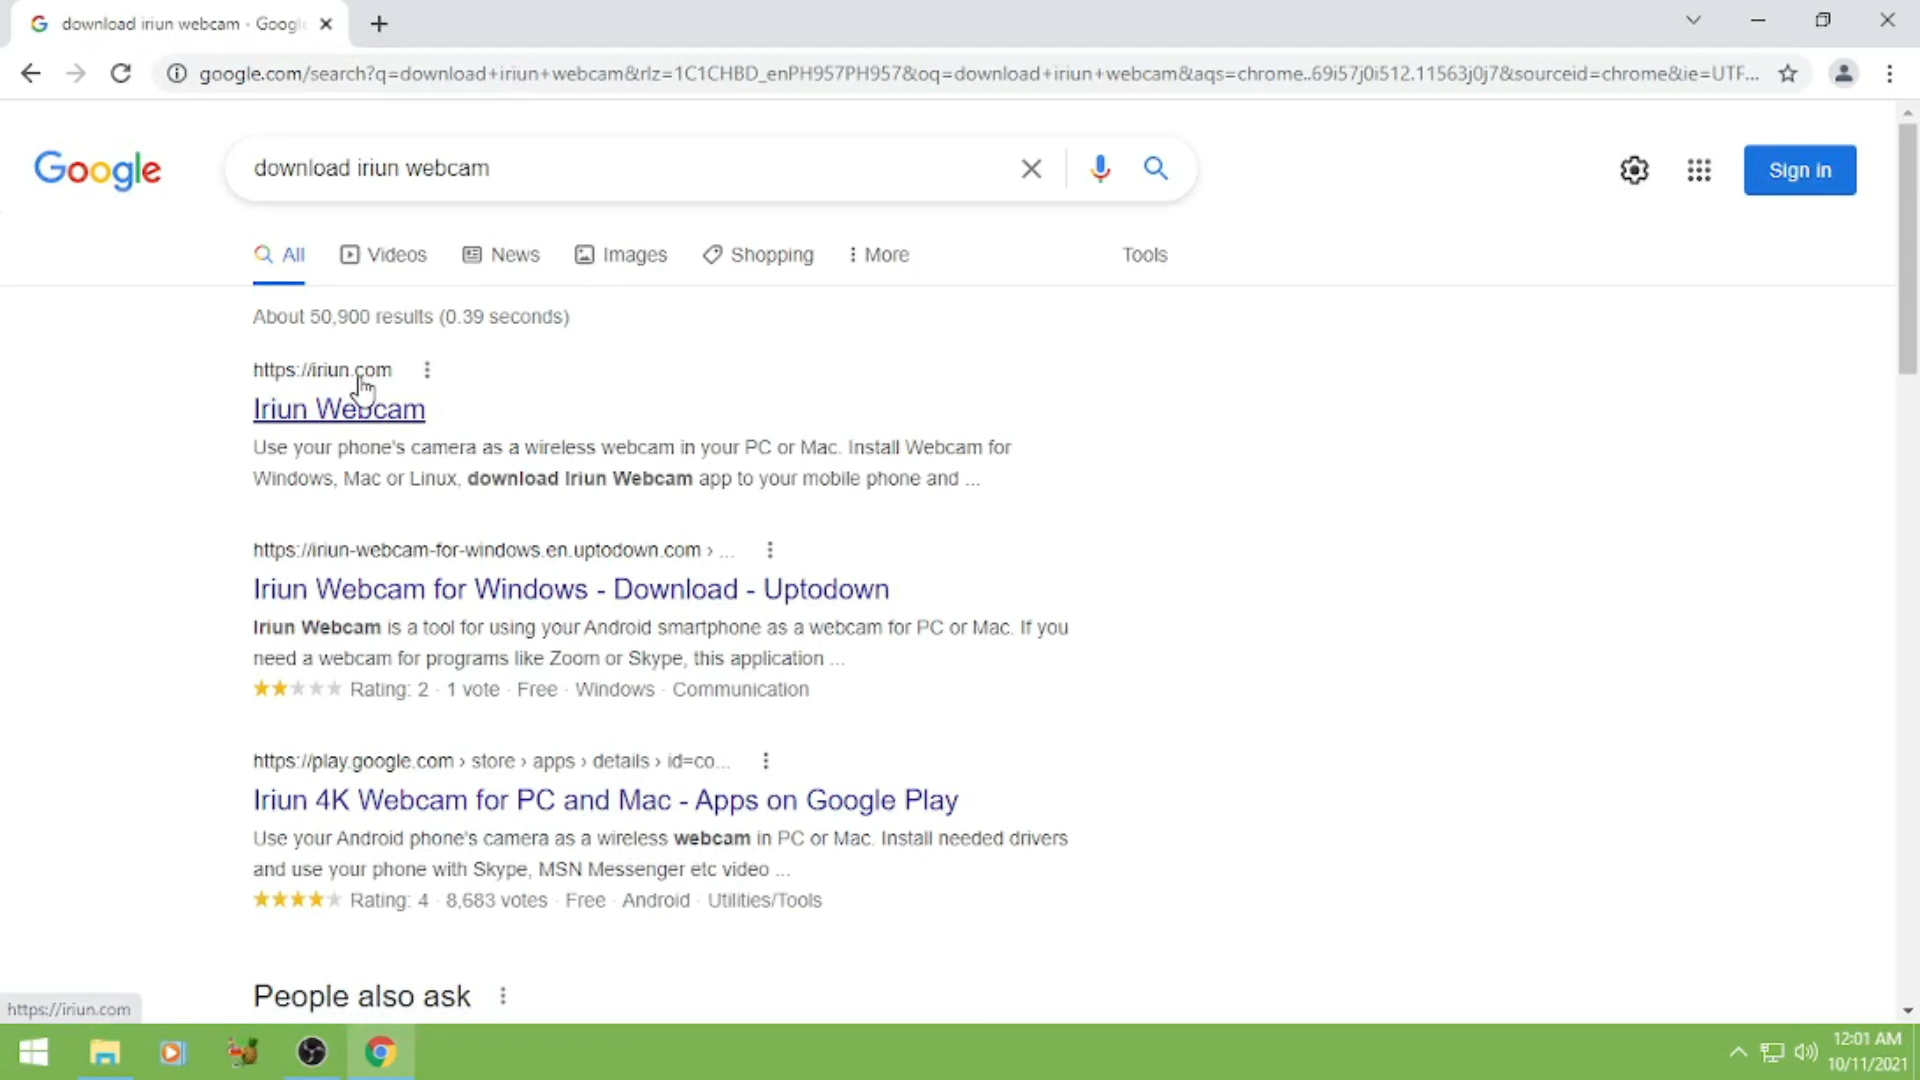 download iriun webcam - Googl
google.com/search?q=download+iriun+webcam&rlz=1C1CHBD_enPH957PH957&oq=download+iriun+webcam&aqs=chrome..69i57j0i512.11563j0j7&sourceid=chrome&ie=UTF...
Google
download iriun webcam
Sign in
All
Videos
News
Images
Shopping
More
Tools
About 50,900 results (0.39 seconds)
https://iriun.com
Iriun Webcam
Use your phone's camera as a wireless webcam in your PC or Mac. Install Webcam for
Windows, Mac or Linux, download Iriun Webcam app to your mobile phone and ...
https://iriun-webcam-for-windows.en.uptodown.com › ...
Iriun Webcam for Windows - Download - Uptodown
Iriun Webcam is a tool for using your Android smartphone as a webcam for PC or Mac. If you
need a webcam for programs like Zoom or Skype, this application ...
Rating: 2 · 1 vote · Free · Windows · Communication
https://play.google.com › store › apps › details › id=co...
Iriun 4K Webcam for PC and Mac - Apps on Google Play
Use your Android phone's camera as a wireless webcam in PC or Mac. Install needed drivers
and use your phone with Skype, MSN Messenger etc video ...
Rating: 4 · 8,683 votes · Free · Android · Utilities/Tools
People also ask
https://iriun.com
12:01 AM
10/11/2021